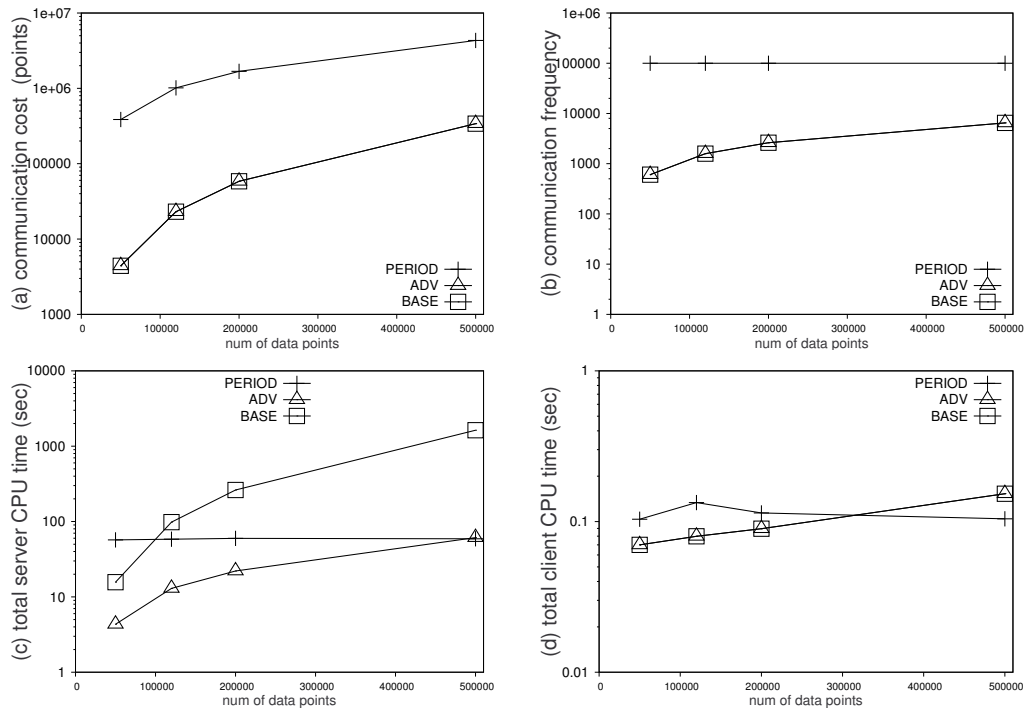 (a) communication cost  (points)
1e+07
1e+06
100000
10000
1000
PERIOD
ADV
BASE
0 100000 200000 300000 400000 500000
num of data points
(b) communication frequency
1e+06
100000
10000
1000
100
10
1
PERIOD
ADV
BASE
0 100000 200000 300000 400000 500000
num of data points
(c) total server CPU time (sec)
10000
1000
100
10
1
PERIOD
ADV
BASE
0 100000 200000 300000 400000 500000
num of data points
(d) total client CPU time (sec)
1
0.1
0.01
PERIOD
ADV
BASE
0 100000 200000 300000 400000 500000
num of data points